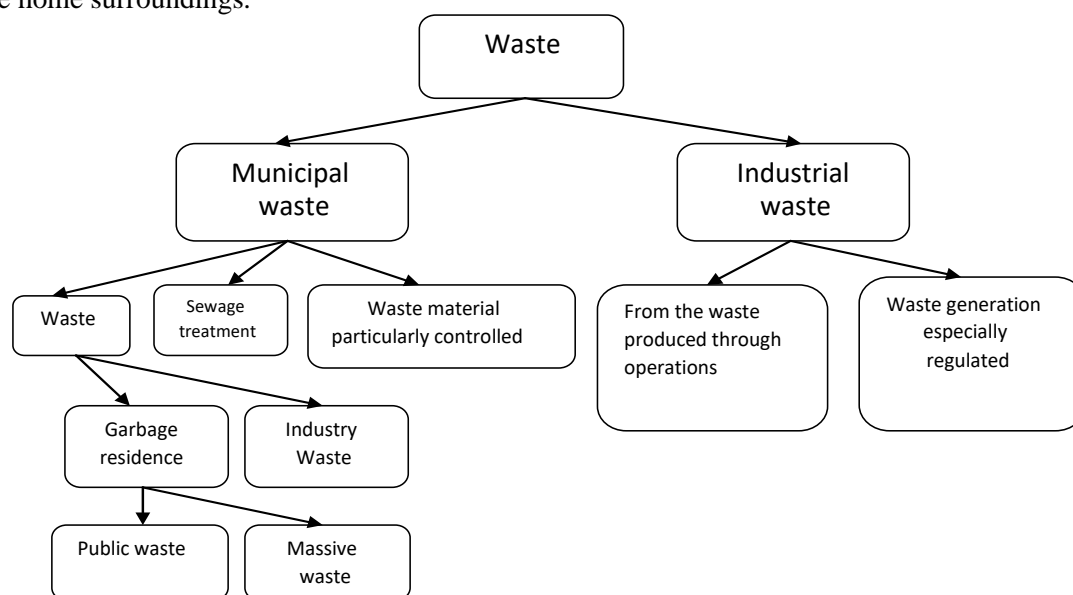 home surroundings.
Waste
Municipal
waste
Industrial
waste
Waste
Sewage
treatment
Waste material
particularly controlled
From the waste
produced through
operations
Waste generation
especially
regulated
Garbage
residence
Industry
Waste
Public waste
Massive
waste